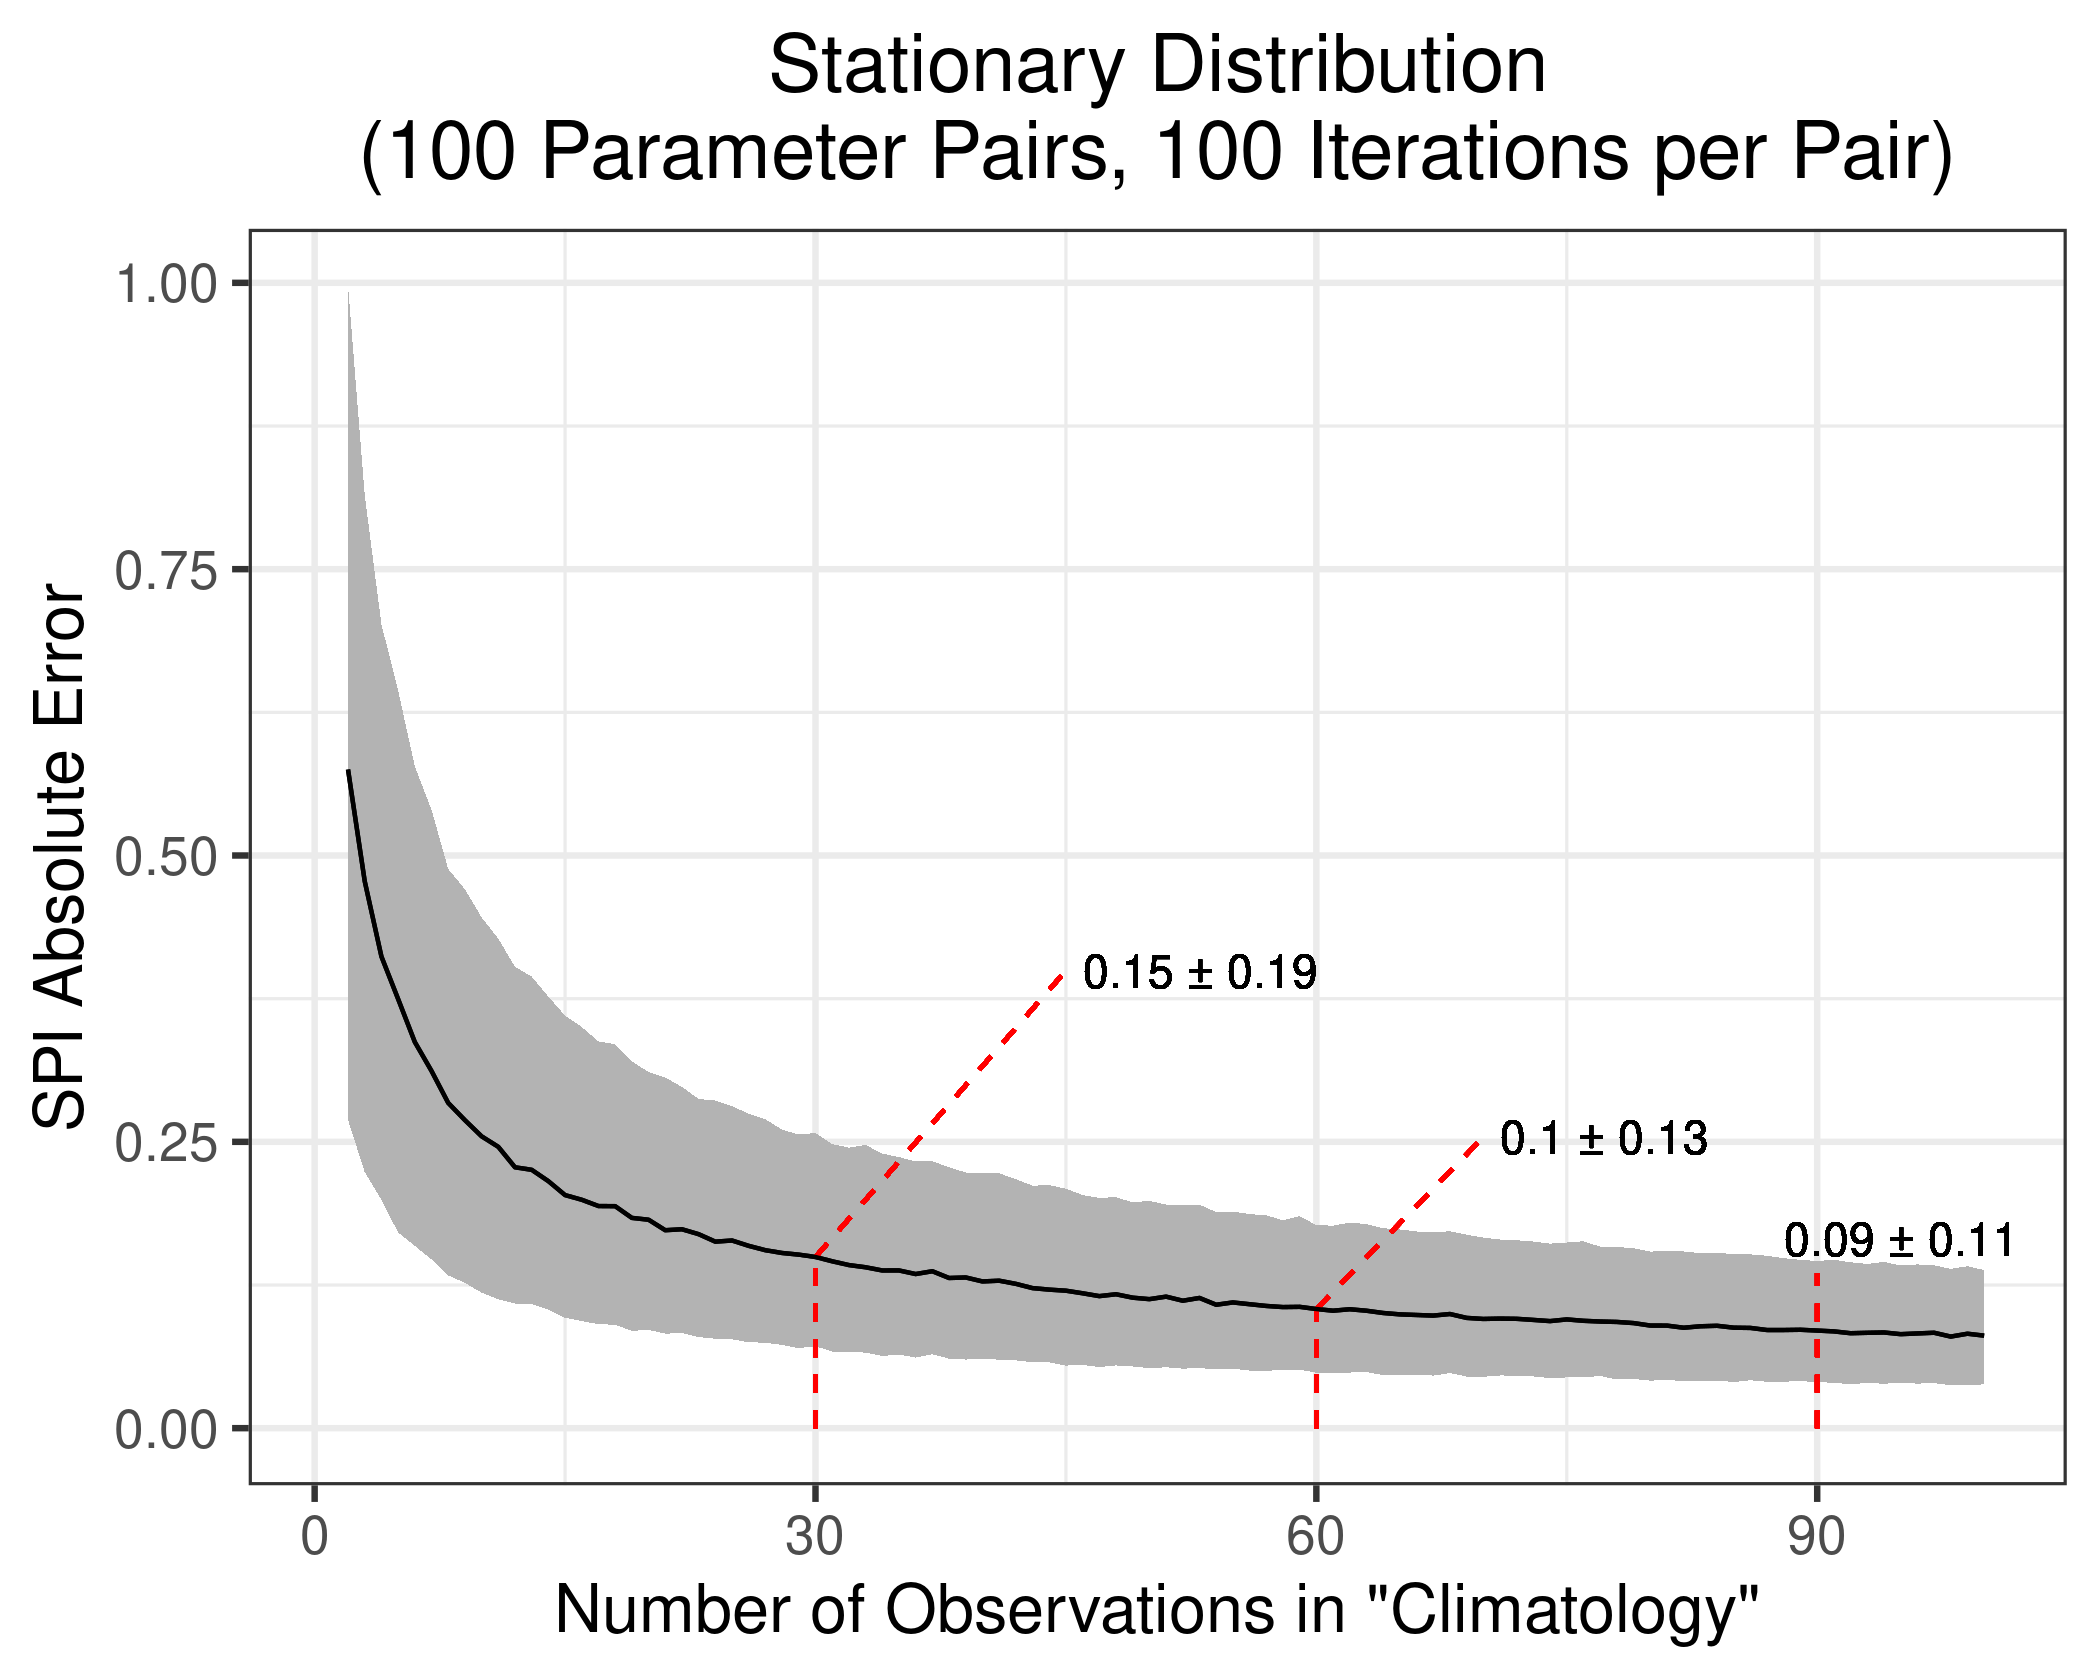 Stationary Distribution
(100 Parameter Pairs, 100 Iterations per Pair)
1.00
0.75
0.50
0.25
0.00
SPI Absolute Error
0.15 ± 0.19
0.1 ± 0.13
0.09 ± 0.11
0 30 60 90
Number of Observations in "Climatology"